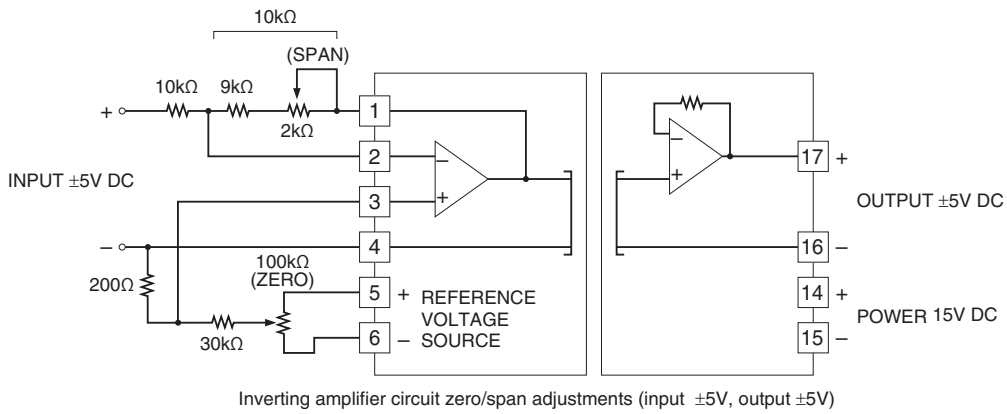 10kΩ
(SPAN)
10kΩ
9kΩ
2kΩ
+
1
2
−
3
+
4
−
INPUT ±5V DC
200Ω
100kΩ
(ZERO)
30kΩ
5
+
6
−
REFERENCE
VOLTAGE
SOURCE
−
+
17
+
OUTPUT ±5V DC
16
−
14
+
POWER 15V DC
15
−
Inverting amplifier circuit zero/span adjustments (input ±5V, output ±5V)